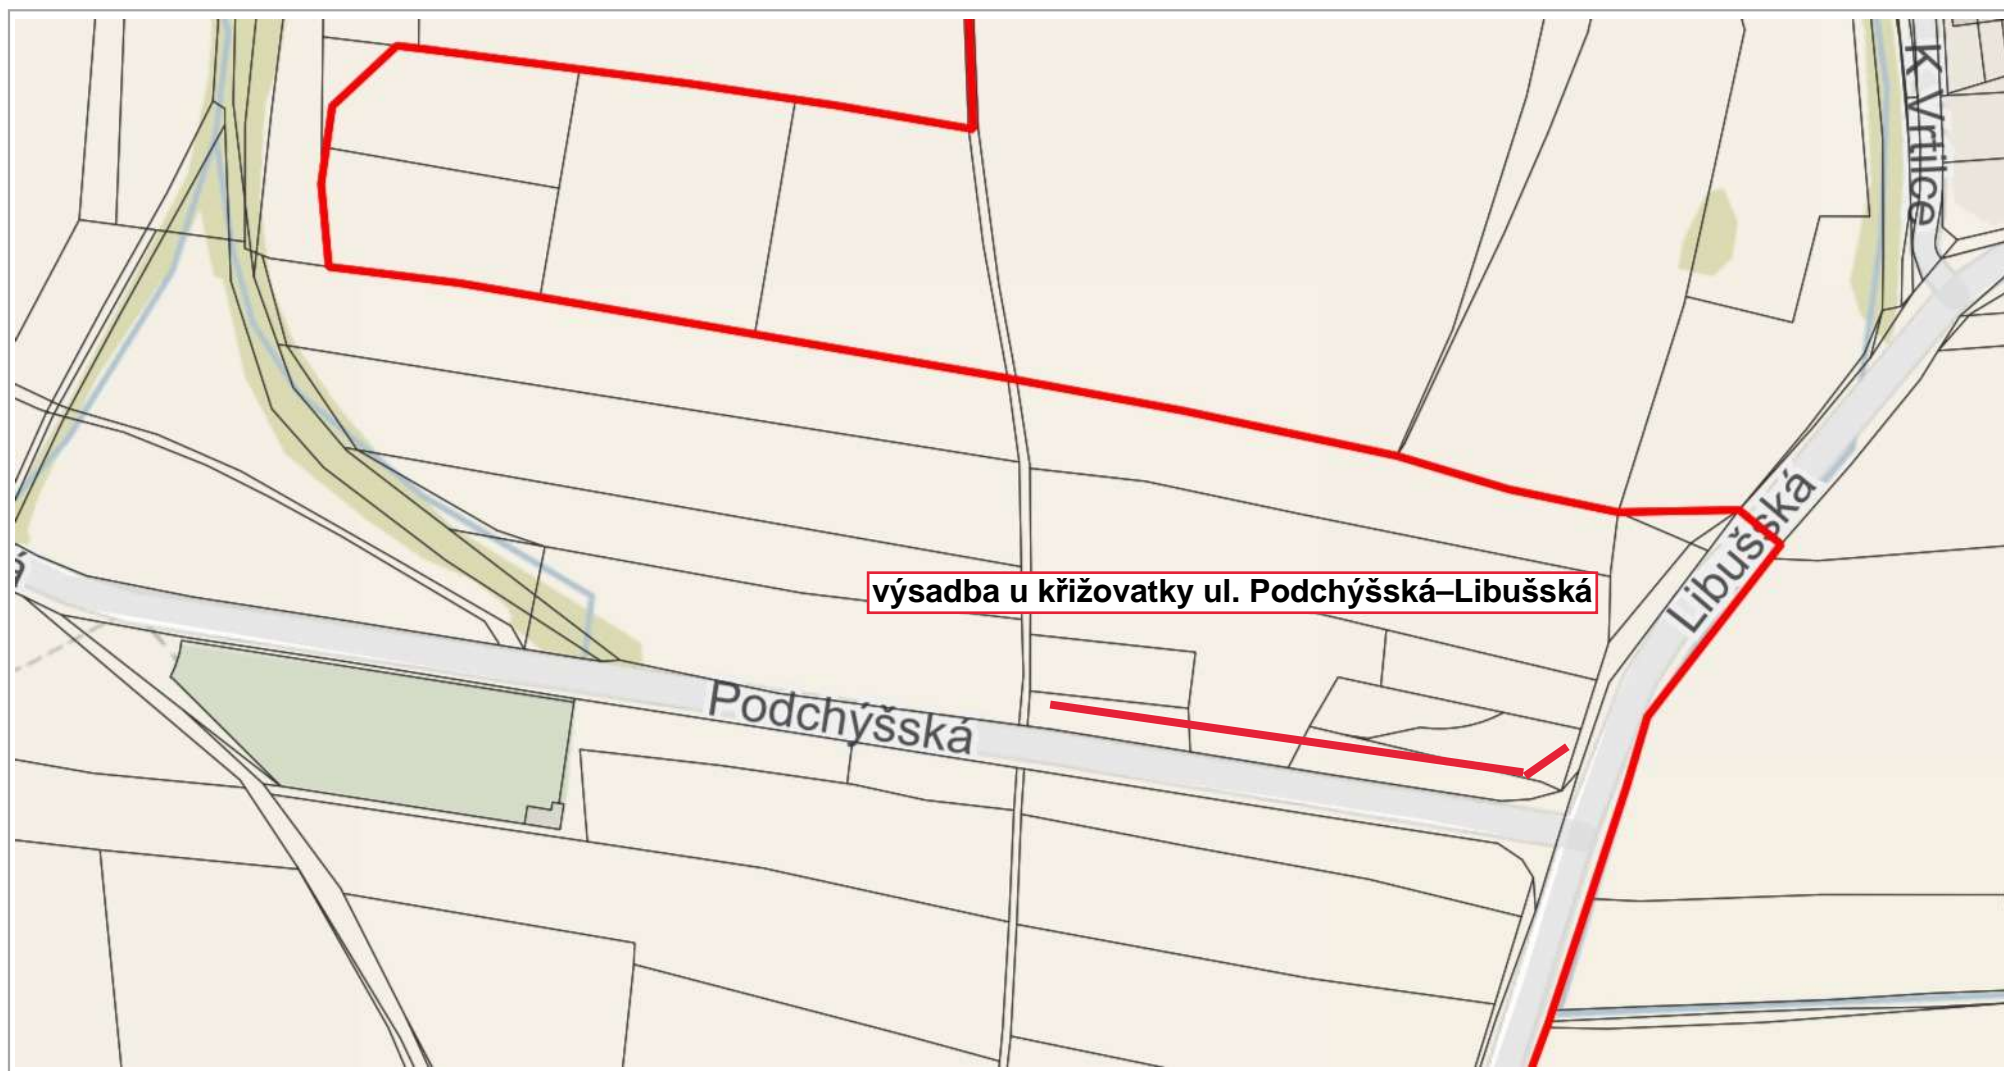 K Vrtilce
Libušská
výsadba u křižovatky ul. Podchýšská–Libušská
á
Podchýšská